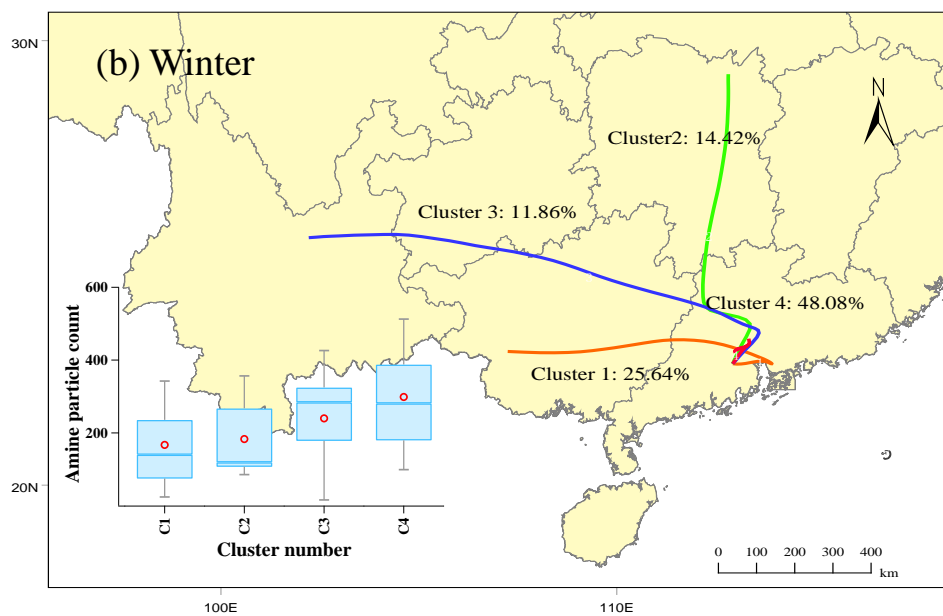 30N
(b) Winter
N
Cluster2: 14.42%
Cluster 3: 11.86%
600
Cluster 4: 48.08%
Amine particle count
400
Cluster 1: 25.64%
200
20N
C1
C2
C3
C4
Cluster number
0 100 200 300 400
km
100E
110E